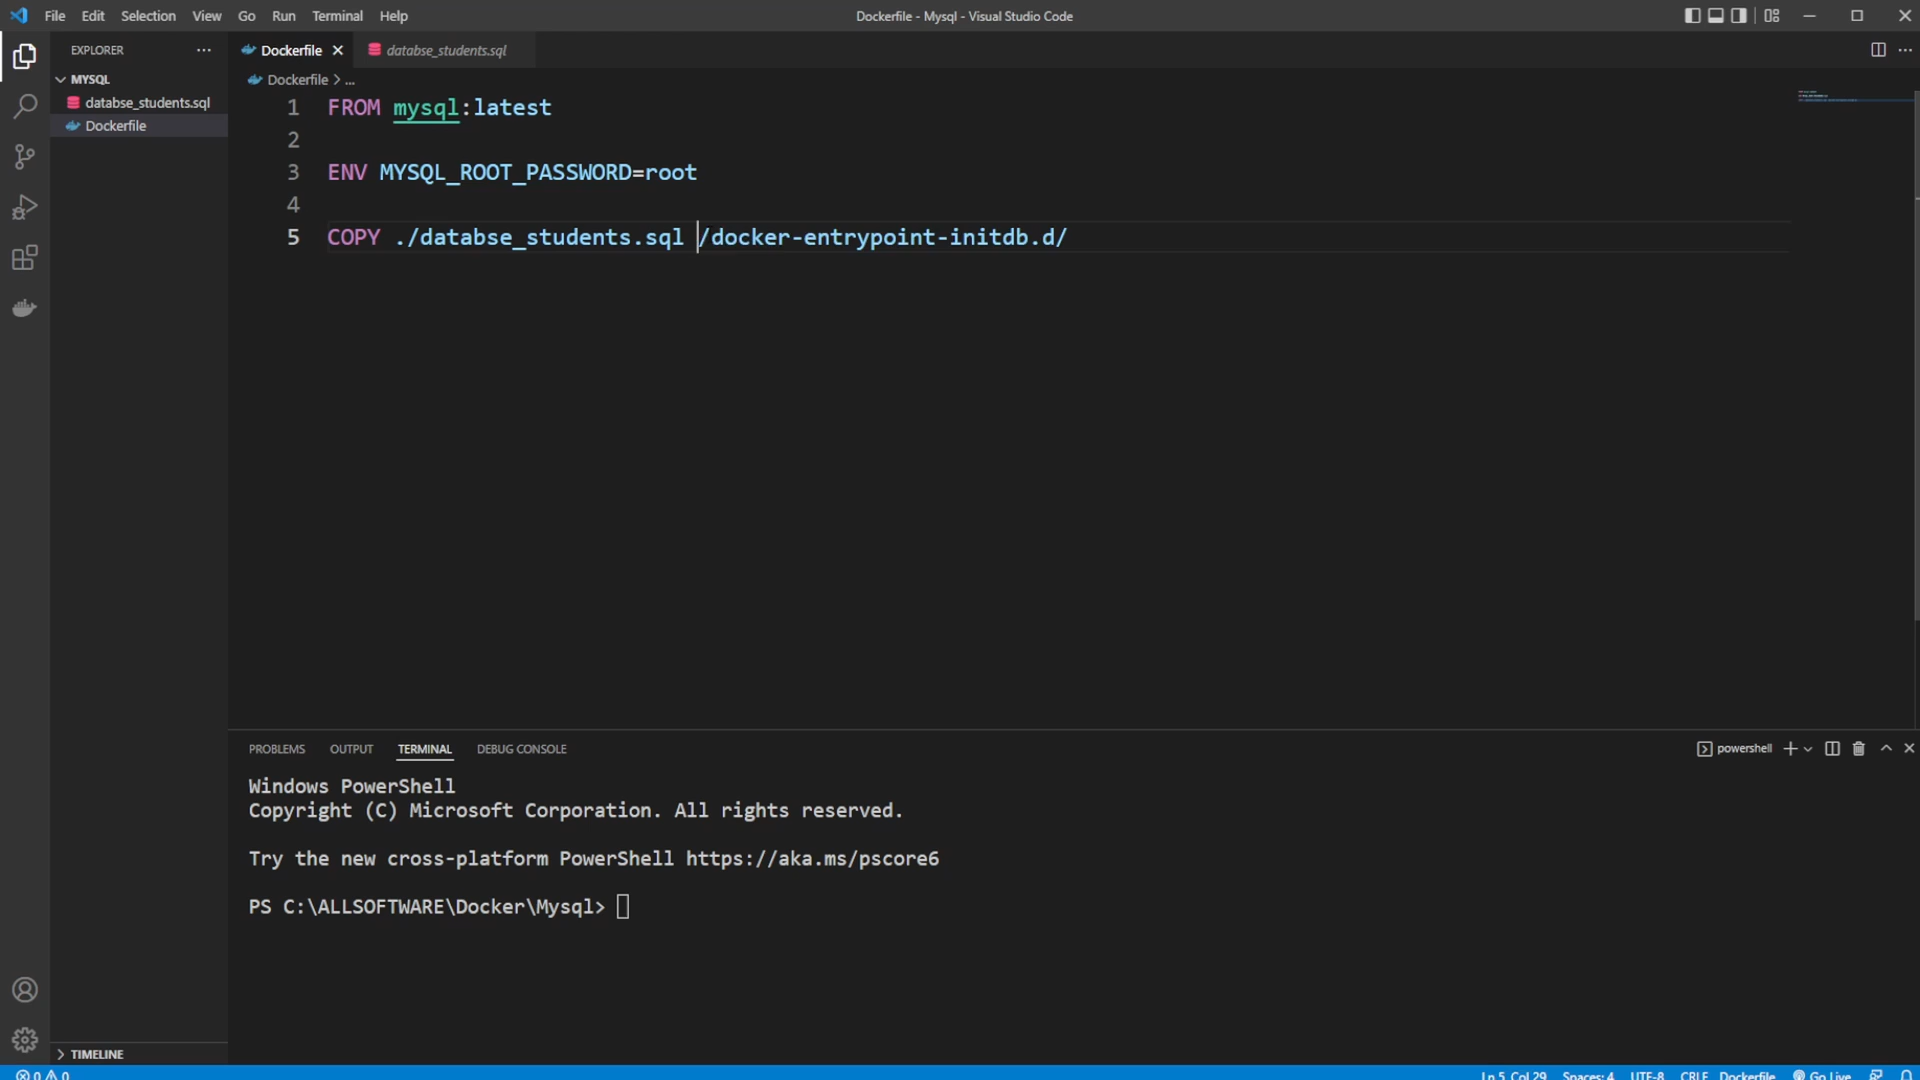 File Edit Selection View Go Run Terminal Help
Dockerfile - Mysql - Visual Studio Code
EXPLORER
Dockerfile
databse_students.sql
MYSQL
databse_students.sql
Dockerfile
Dockerfile > ...
1 FROM mysql:latest
2
3 ENV MYSQL_ROOT_PASSWORD=root
4
5 COPY ./databse_students.sql /docker-entrypoint-initdb.d/
PROBLEMS OUTPUT TERMINAL DEBUG CONSOLE
powershell
Windows PowerShell
Copyright (C) Microsoft Corporation. All rights reserved.
Try the new cross-platform PowerShell https://aka.ms/pscore6
PS C:\ALLSOFTWARE\Docker\Mysql>
TIMELINE
0 0
Ln 5, Col 29 Spaces: 4 UTF-8 CRLF Dockerfile Go Live